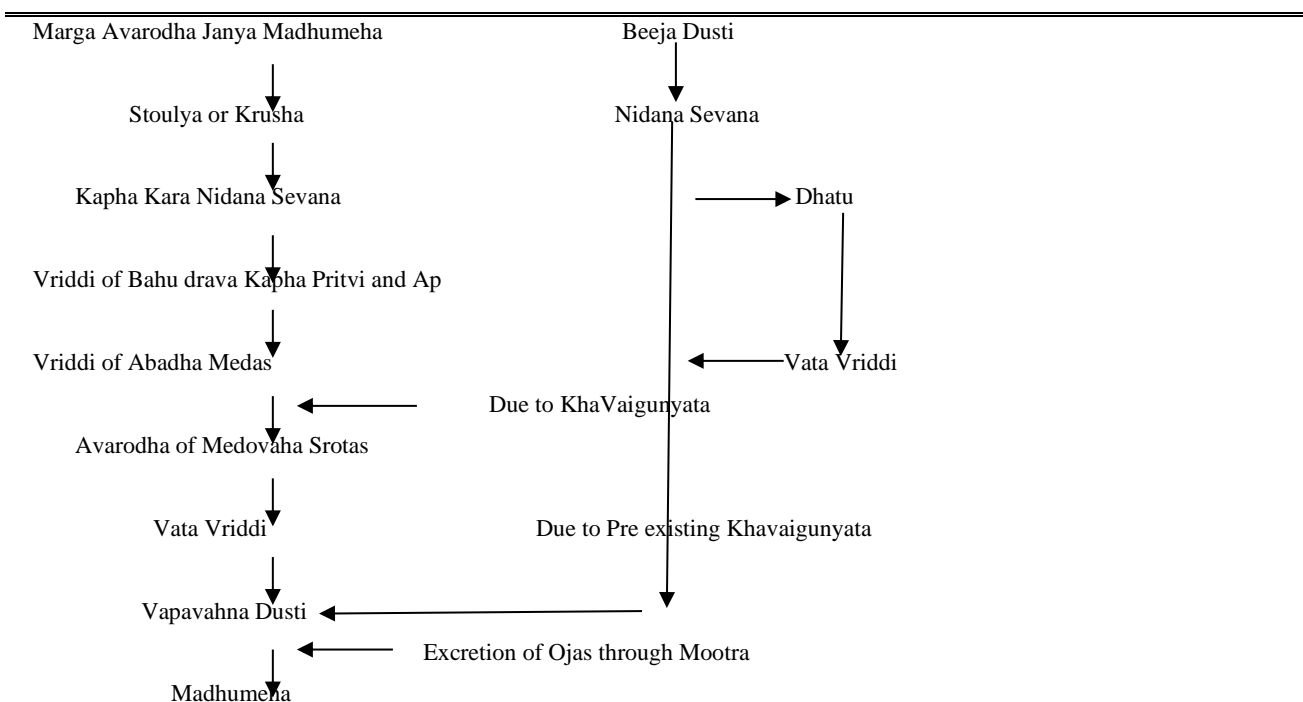 Marga Avarodha Janya Madhumeha
Beeja Dusti
Stoulya or Krusha
Nidana Sevana
Kapha Kara Nidana Sevana
Dhatu
Vriddi of Bahu drava Kapha Pritvi and Ap
Vriddi of Abadha Medas
Vata Vriddi
Due to KhaVaigunyata
Avarodha of Medovaha Srotas
Vata Vriddi
Due to Pre existing Khavaigunyata
Vapavahna Dusti
Excretion of Ojas through Mootra
Madhumeha